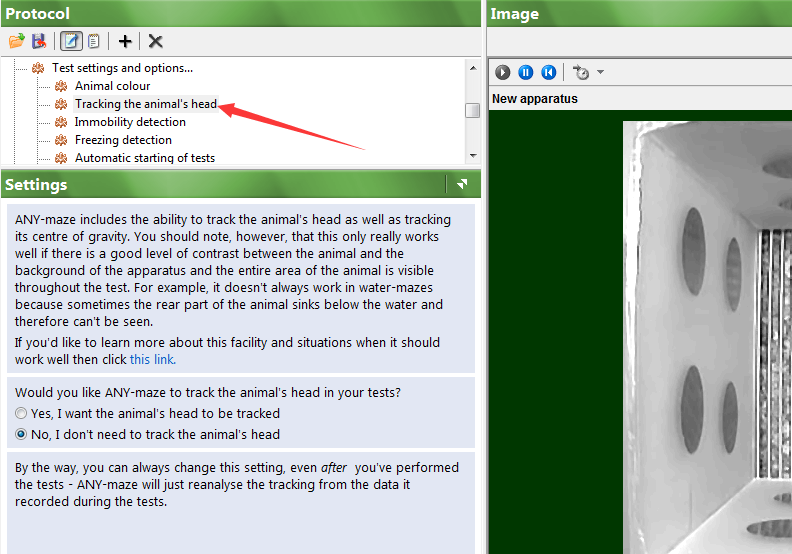 Protocol
Image
Test settings and options...
Animal colour
Tracking the animal's head
Immobility detection
Freezing detection
Automatic starting of tests
New apparatus
Settings
ANY-maze includes the ability to track the animal's head as well as tracking
its centre of gravity. You should note, however, that this only really works
well if there is a good level of contrast between the animal and the
background of the apparatus and the entire area of the animal is visible
throughout the test. For example, it doesn't always work in water-mazes
because sometimes the rear part of the animal sinks below the water and
therefore can't be seen.
If you'd like to learn more about this facility and situations when it should
work well then click this link.
Would you like ANY-maze to track the animal's head in your tests?
Yes, I want the animal's head to be tracked
No, I don't need to track the animal's head
By the way, you can always change this setting, even after you've performed
the tests - ANY-maze will just reanalyse the tracking from the data it
recorded during the tests.